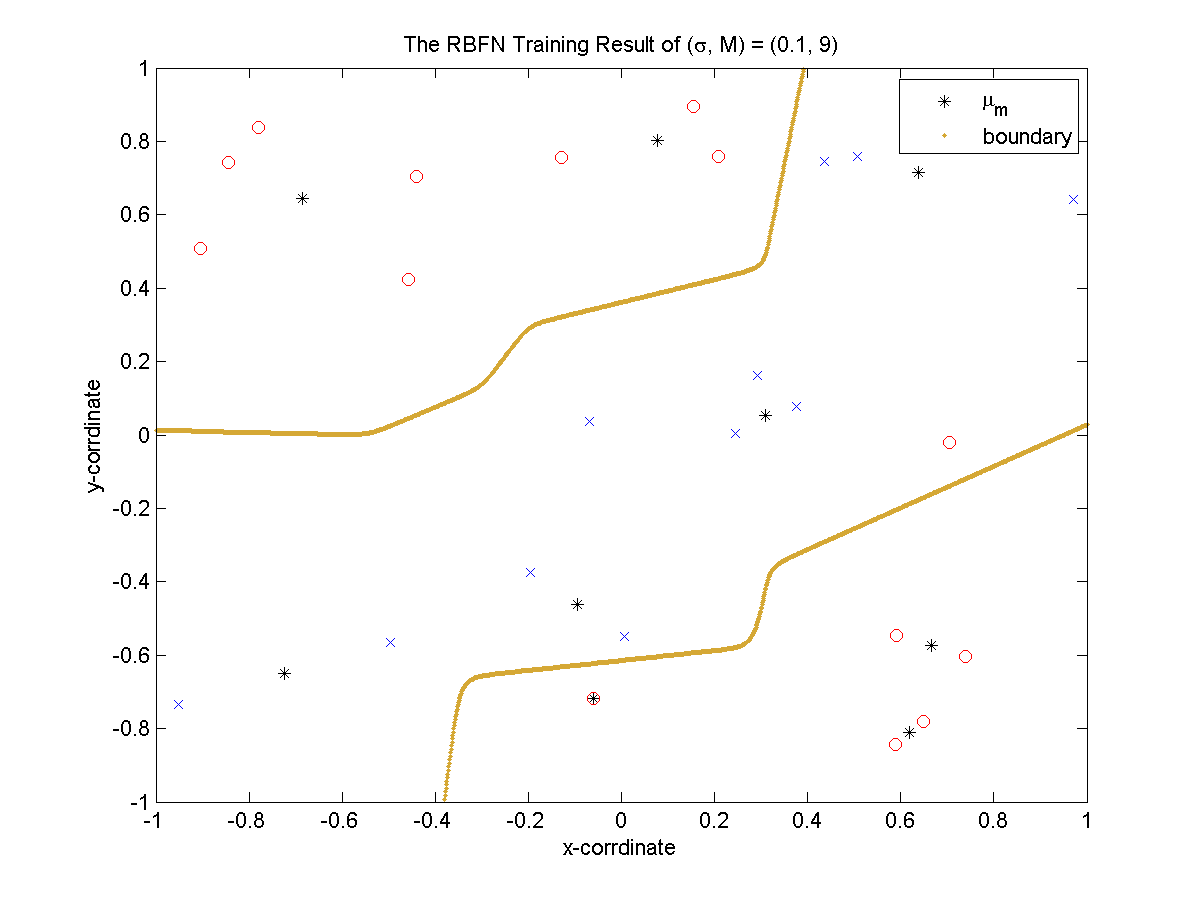 The RBFN Training Result of (σ, M) = (0.1, 9)
1
0.8
0.6
0.4
0.2
0
-0.2
-0.4
-0.6
-0.8
-1
y-corrdinate
μm
boundary
-1 -0.8 -0.6 -0.4 -0.2 0 0.2 0.4 0.6 0.8 1
x-corrdinate